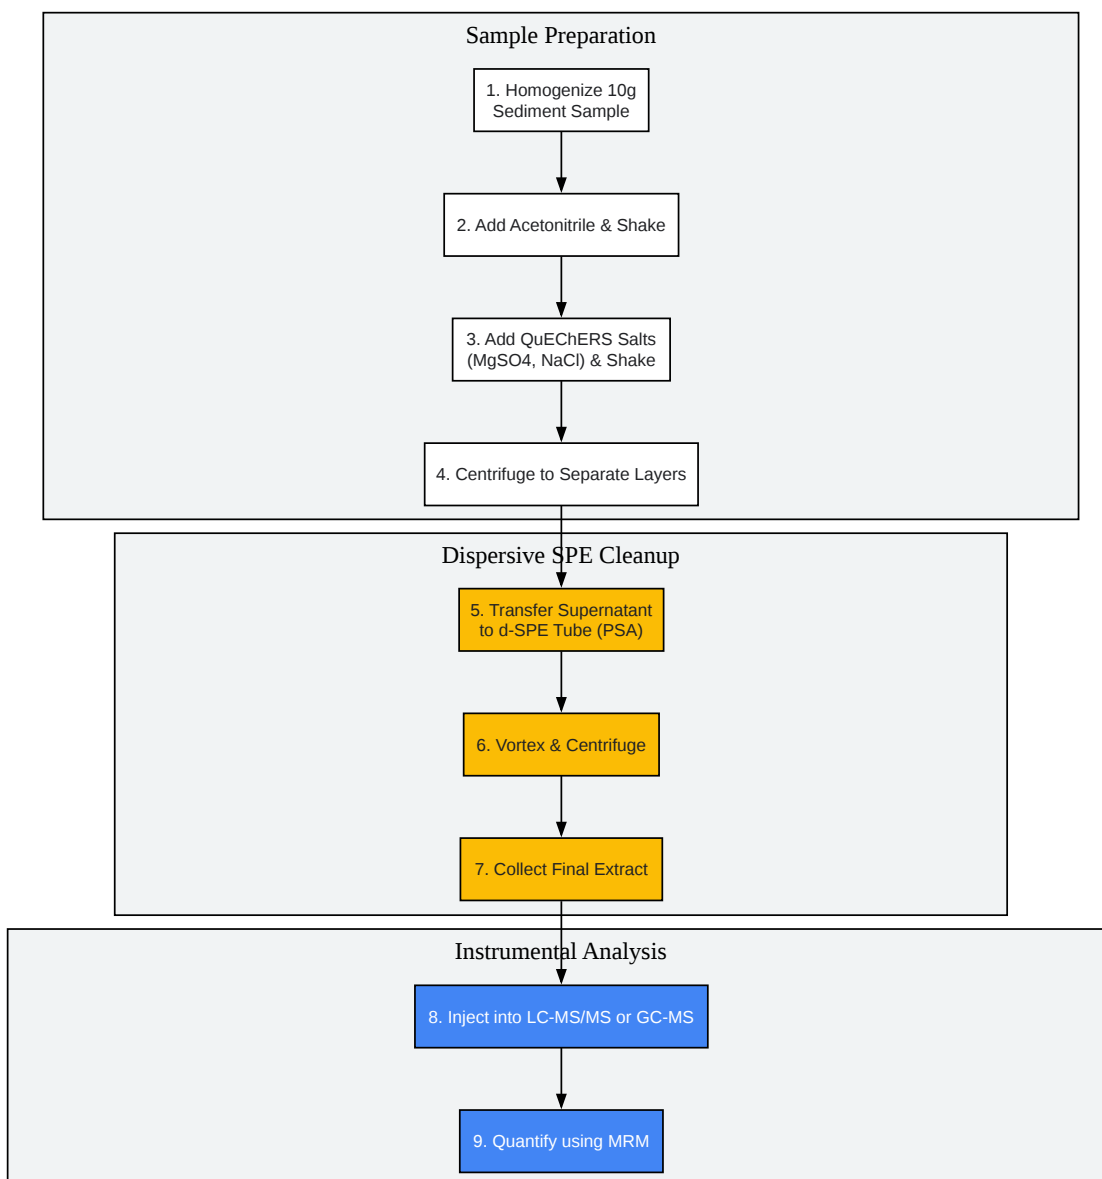 Sample Preparation
1. Homogenize 10g
Sediment Sample
2. Add Acetonitrile & Shake
3. Add QuEChERS Salts
(MgSO4, NaCl) & Shake
4. Centrifuge to Separate Layers
Dispersive SPE Cleanup
5. Transfer Supernatant
to d-SPE Tube (PSA)
6. Vortex & Centrifuge
7. Collect Final Extract
Instrumental Analysis
8. Inject into LC-MS/MS or GC-MS
9. Quantify using MRM